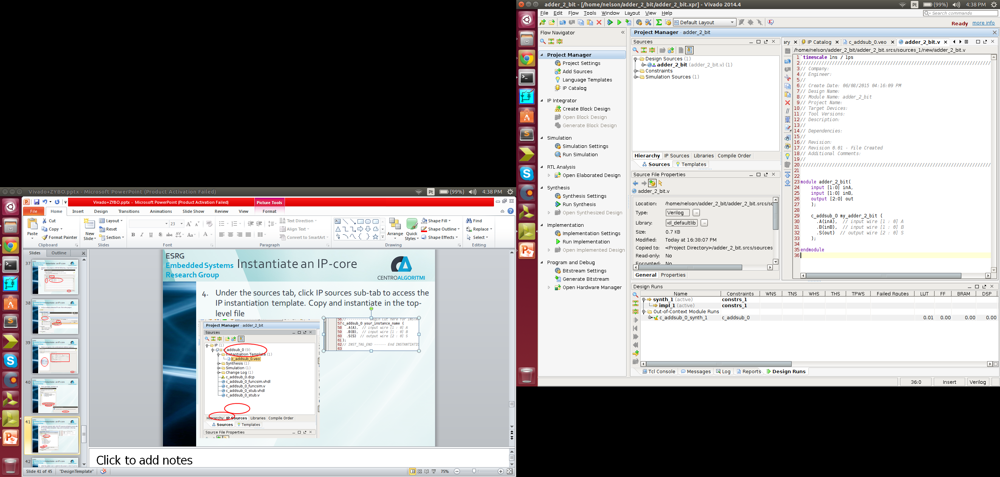 adder_2_bit - [/home/nelson/adder_2_bit/adder_2_bit.xpr] - Vivado 2014.4
Pt (99%) 4:38 PM
File Edit Flow Tools Window Layout View Help
Search commands
Default Layout
Ready more info
Flow Navigator
Project Manager
Project Settings
Add Sources
Language Templates
IP Catalog
IP Integrator
Create Block Design
Open Block Design
Generate Block Design
Simulation
Simulation Settings
Run Simulation
RTL Analysis
Open Elaborated Design
Synthesis
Synthesis Settings
Run Synthesis
Open Synthesized Design
Implementation
Implementation Settings
Run Implementation
Open Implemented Design
Program and Debug
Bitstream Settings
Generate Bitstream
Open Hardware Manager
Project Manager - adder_2_bit
Sources
Design Sources (1)
adder_2_bit (adder_2_bit.v) (1)
Constraints
Simulation Sources (1)
Hierarchy IP Sources Libraries Compile Order
Sources Templates
Source File Properties
adder_2_bit.v
Location: /home/nelson/adder_2_bit/adder_2_bit.srcs/sc
Type: Verilog ...
Library: xil_defaultlib ...
Size: 0.7 KB
Modified: Today at 16:38:07 PM
Copied to: <Project Directory>/adder_2_bit.srcs/sources
Read-only: No
Encrypted: No
General Properties
ary IP Catalog c_addsub_0.veo adder_2_bit.v
/home/nelson/adder_2_bit/adder_2_bit.srcs/sources_1/new/adder_2_bit.v
1 `timescale 1ns / 1ps
2 //////////////////////////////////////////////////////////////////////////
3 // Company:
4 // Engineer:
5 //
6 // Create Date: 06/08/2015 04:16:09 PM
7 // Design Name:
8 // Module Name: adder_2_bit
9 // Project Name:
10 // Target Devices:
11 // Tool Versions:
12 // Description:
13 //
14 // Dependencies:
15 //
16 // Revision:
17 // Revision 0.01 - File Created
18 // Additional Comments:
19 //
20 //////////////////////////////////////////////////////////////////////////
21
22
23 module adder_2_bit(
24 input [1:0] inA,
25 input [1:0] inB,
26 output [2:0] out
27 );
28
29 c_addsub_0 my_adder_2_bit (
30 .A(inA), // input wire [1 : 0] A
31 .B(inB), // input wire [1 : 0] B
32 .S(out) // output wire [2 : 0] S
33 );
34
35 endmodule
36
Design Runs
Name Constraints WNS TNS WHS THS TPWS Failed Routes LUT FF BRAM DSP
synth_1 (active) constrs_1
impl_1 (active) constrs_1
Out-of-Context Module Runs
c_addsub_0_synth_1 c_addsub_0 0.01 0.00 0.00 0.00
Tcl Console Messages Log Reports Design Runs
36:0 Insert Verilog
Vivado+ZYBO.pptx - Microsoft PowerPoint (Product Activation Failed)
Pt (99%) 4:38 PM
Vivado+ZYBO.pptx - Microsoft PowerPoint (Product Activation Failed) Picture Tools
File Home Insert Design Transitions Animations Slide Show Review View Format
Paste Cut Copy Format Painter
New Slide Layout Reset Section
23
Text Direction Align Text Convert to SmartArt
Arrange Quick Styles Shape Fill Shape Outline Shape Effects
Find Replace Select
Clipboard Slides Font Paragraph Drawing Editing
Slides Outline
37
38
39
40
41
42
ESRG
Embedded Systems
Research Group
Instantiate an IP-core
CENTROALGORITMI
4. Under the sources tab, click IP sources sub-tab to access the
IP instantiation template. Copy and instantiate in the top-
level file
Project Manager - adder_2_bit
Sources
IP (1)
c_addsub_0 (9)
Instantiation Template (1)
c_addsub_0.veo
Synthesis (1)
Simulation (1)
Change Log (1)
c_addsub_0.dcp
c_addsub_0_funcsim.vhdl
c_addsub_0_funcsim.v
c_addsub_0_stub.vhdl
c_addsub_0_stub.v
Hierarchy IP Sources Libraries Compile Order
Sources Templates
Source File Properties
56 //----------- Begin Cut here for INSTA
57 c_addsub_0 your_instance_name (
58 .A(A), // input wire [1 : 0] A
59 .B(B), // input wire [1 : 0] B
60 .S(S) // output wire [2 : 0] S
61 );
62 // INST_TAG_END ------ End INSTANTIATIO
63
Click to add notes
Slide 41 of 45 "DesignTemplate" 75%